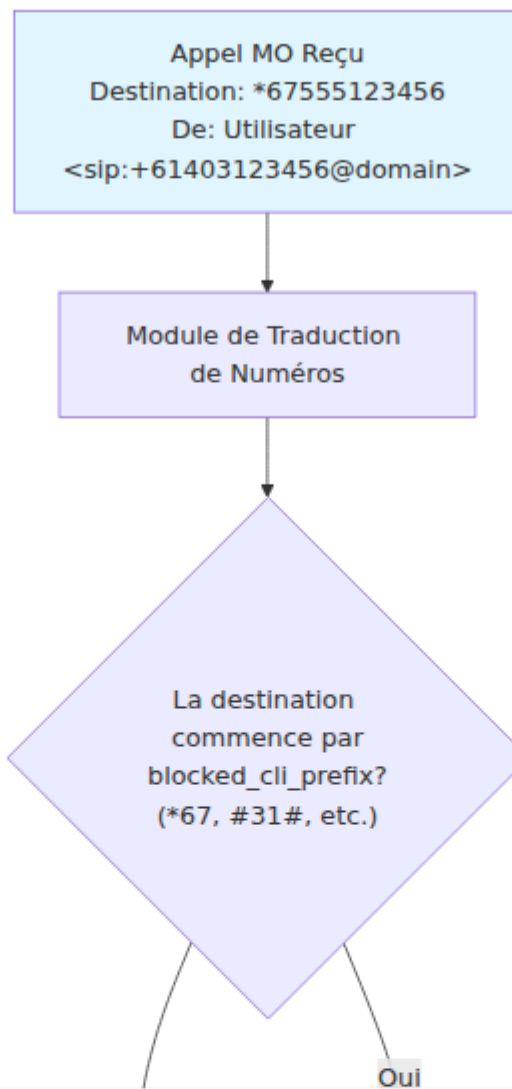 Appel MO Reçu
Destination: *67555123456
De: Utilisateur
<sip:+61403123456@domain>
Module de Traduction
de Numéros
La destination
commence par
blocked_cli_prefix?
(*67, #31#, etc.)
Oui